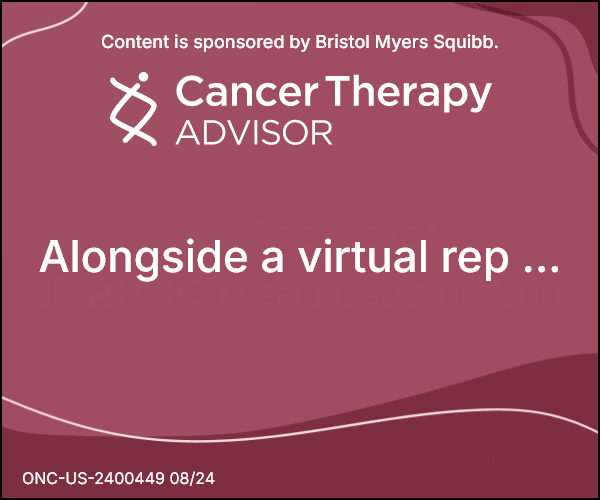 Content is sponsored by Bristol Myers Squibb.
Cancer Therapy
ADVISOR
Alongside a virtual rep ...
ONC-US-2400449 08/24